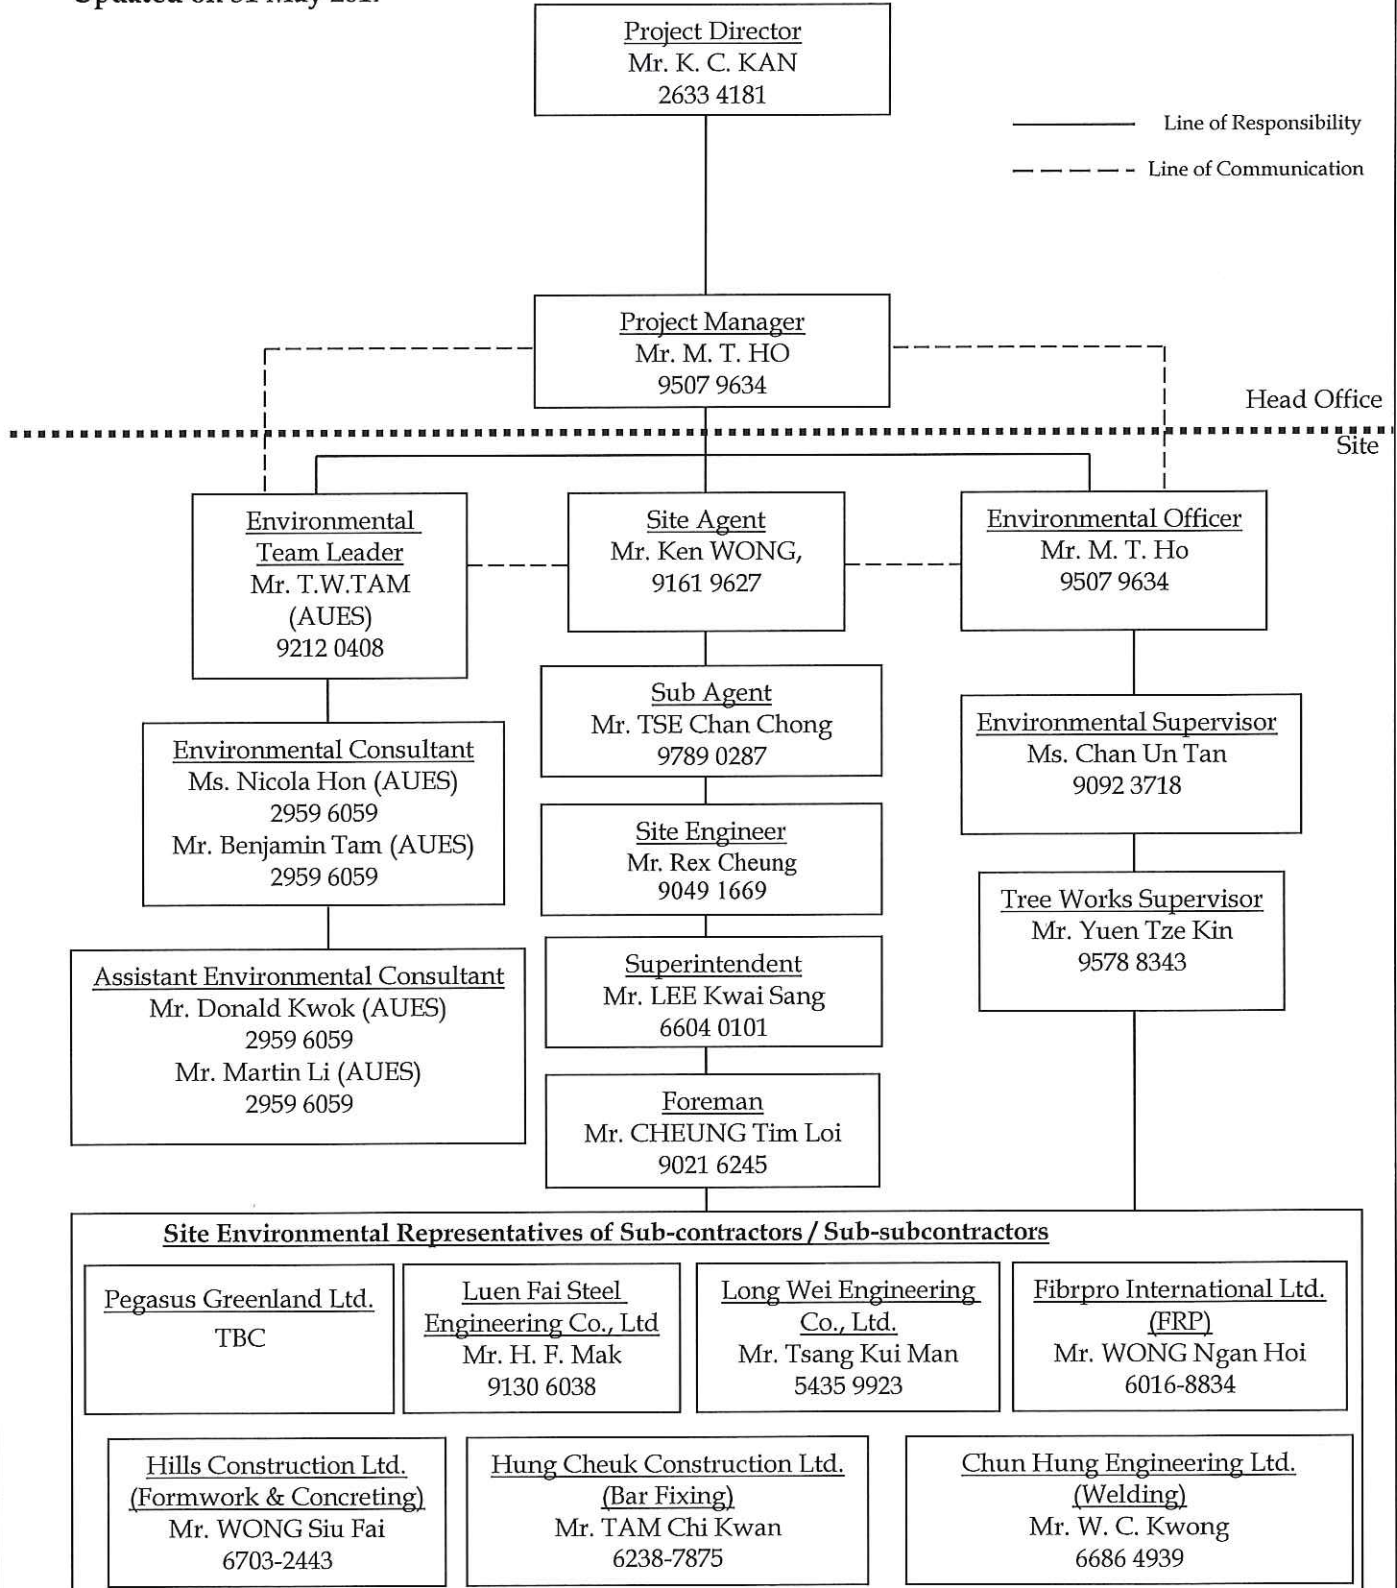 Project Director
Mr. K. C. KAN
2633 4181
Line of Responsibility
Line of Communication
Project Manager
Mr. M. T. HO
9507 9634
Head Office
Site
Environmental
Team Leader
Mr. T.W.TAM
(AUES)
9212 0408
Site Agent
Mr. Ken WONG,
9161 9627
Environmental Officer
Mr. M. T. Ho
9507 9634
Sub Agent
Mr. TSE Chan Chong
9789 0287
Environmental Supervisor
Ms. Chan Un Tan
9092 3718
Environmental Consultant
Ms. Nicola Hon (AUES)
2959 6059
Mr. Benjamin Tam (AUES)
2959 6059
Site Engineer
Mr. Rex Cheung
9049 1669
Tree Works Supervisor
Mr. Yuen Tze Kin
9578 8343
Assistant Environmental Consultant
Mr. Donald Kwok (AUES)
2959 6059
Mr. Martin Li (AUES)
2959 6059
Superintendent
Mr. LEE Kwai Sang
6604 0101
Foreman
Mr. CHEUNG Tim Loi
9021 6245
Site Environmental Representatives of Sub-contractors / Sub-subcontractors
Pegasus Greenland Ltd.
TBC
Luen Fai Steel
Engineering Co., Ltd
Mr. H. F. Mak
9130 6038
Long Wei Engineering
Co., Ltd.
Mr. Tsang Kui Man
5435 9923
Fibrpro International Ltd.
(FRP)
Mr. WONG Ngan Hoi
6016-8834
Hills Construction Ltd.
(Formwork & Concreting)
Mr. WONG Siu Fai
6703-2443
Hung Cheuk Construction Ltd.
(Bar Fixing)
Mr. TAM Chi Kwan
6238-7875
Chun Hung Engineering Ltd.
(Welding)
Mr. W. C. Kwong
6686 4939